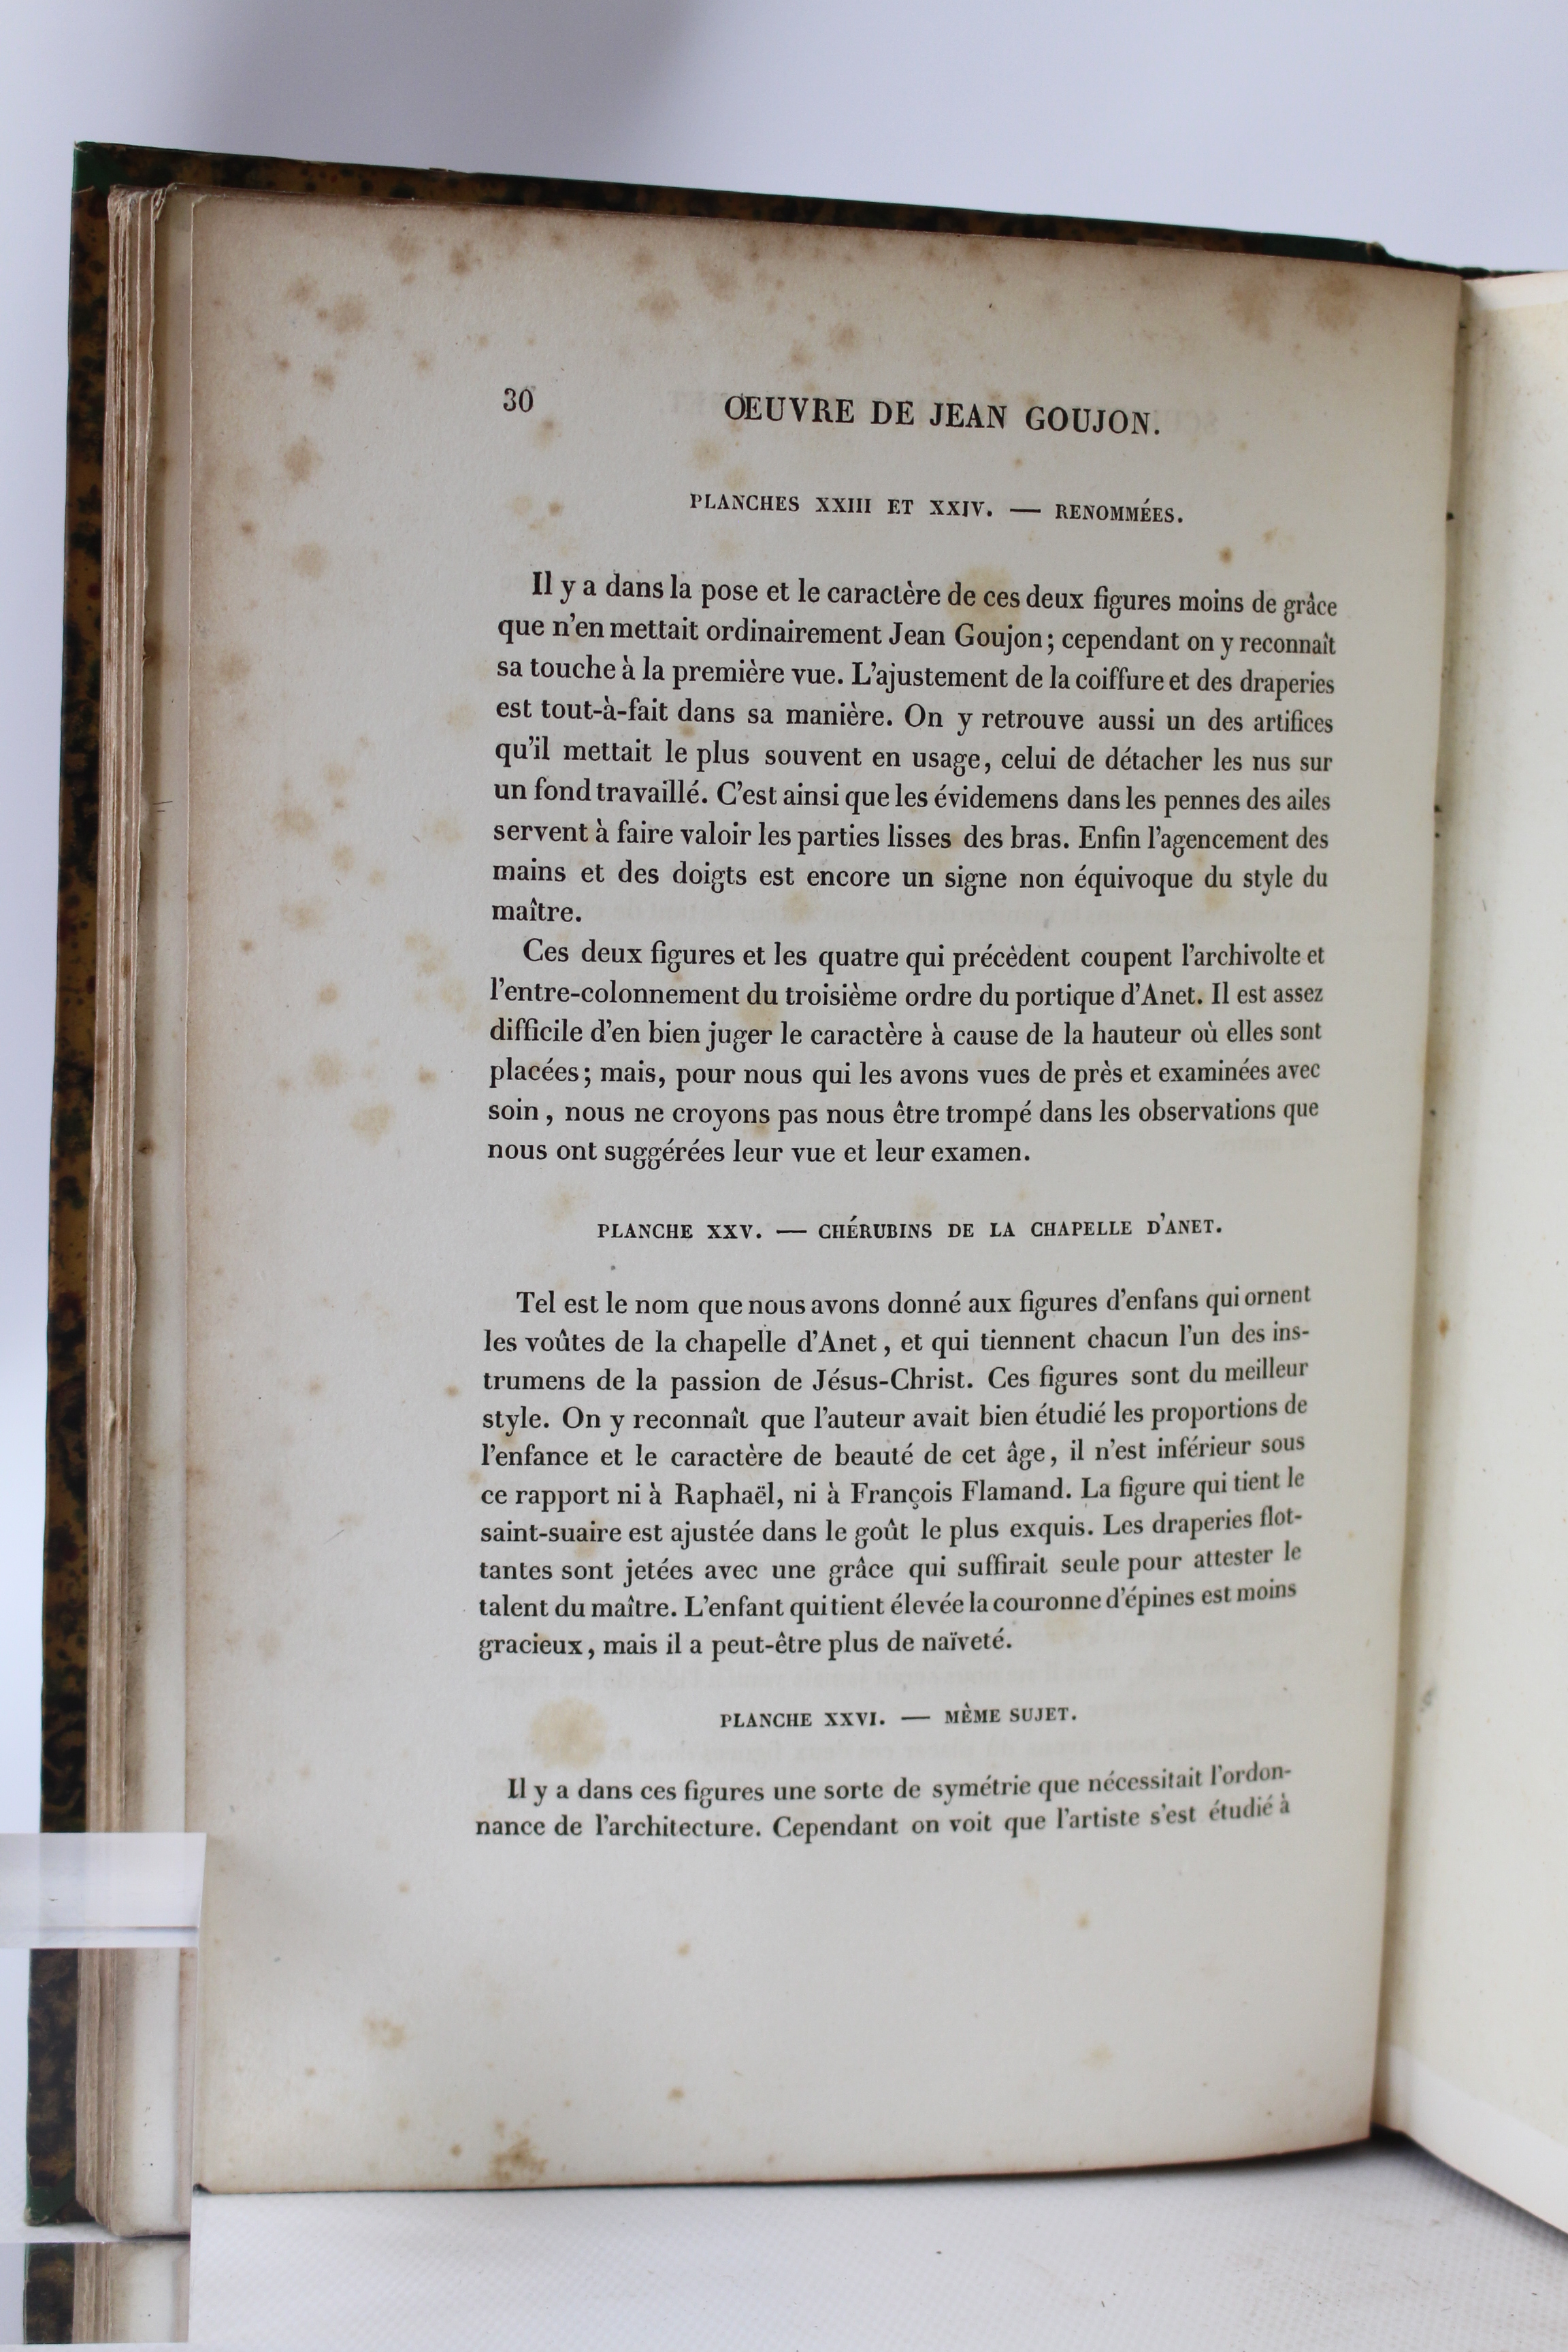 30
ŒUVRE DE JEAN GOUJON.
PLANCHES XXIII ET XXIV. — RENOMMÉES.
Il y a dans la pose et le caractère de ces deux figures moins de grâce
que n'en mettait ordinairement Jean Goujon ; cependant on y reconnaît
sa touche à la première vue. L'ajustement de la coiffure et des draperies
est tout-à-fait dans sa manière. On y retrouve aussi un des artifices
qu'il mettait le plus souvent en usage, celui de détacher les nus sur
un fond travaillé. C'est ainsi que les évidemens dans les pennes des ailes
servent à faire valoir les parties lisses des bras. Enfin l'agencement des
mains et des doigts est encore un signe non équivoque du style du
maître.
Ces deux figures et les quatre qui précèdent coupent l'archivolte et
l'entre-colonnement du troisième ordre du portique d'Anet. Il est assez
difficile d'en bien juger le caractère à cause de la hauteur où elles sont
placées ; mais, pour nous qui les avons vues de près et examinées avec
soin , nous ne croyons pas nous être trompé dans les observations que
nous ont suggérées leur vue et leur examen.
PLANCHE XXV. — CHÉRUBINS DE LA CHAPELLE D'ANET.
Tel est le nom que nous avons donné aux figures d'enfans qui ornent
les voûtes de la chapelle d'Anet , et qui tiennent chacun l'un des ins-
trumens de la passion de Jésus-Christ. Ces figures sont du meilleur
style. On y reconnaît que l'auteur avait bien étudié les proportions de
l'enfance et le caractère de beauté de cet âge, il n'est inférieur sous
ce rapport ni à Raphaël, ni à François Flamand. La figure qui tient le
saint-suaire est ajustée dans le goût le plus exquis. Les draperies flot-
tantes sont jetées avec une grâce qui suffirait seule pour attester le
talent du maître. L'enfant qui tient élevée la couronne d'épines est moins
gracieux, mais il a peut-être plus de naïveté.
PLANCHE XXVI. — MÊME SUJET.
Il y a dans ces figures une sorte de symétrie que nécessitait l'ordon-
nance de l'architecture. Cependant on voit que l'artiste s'est étudié à